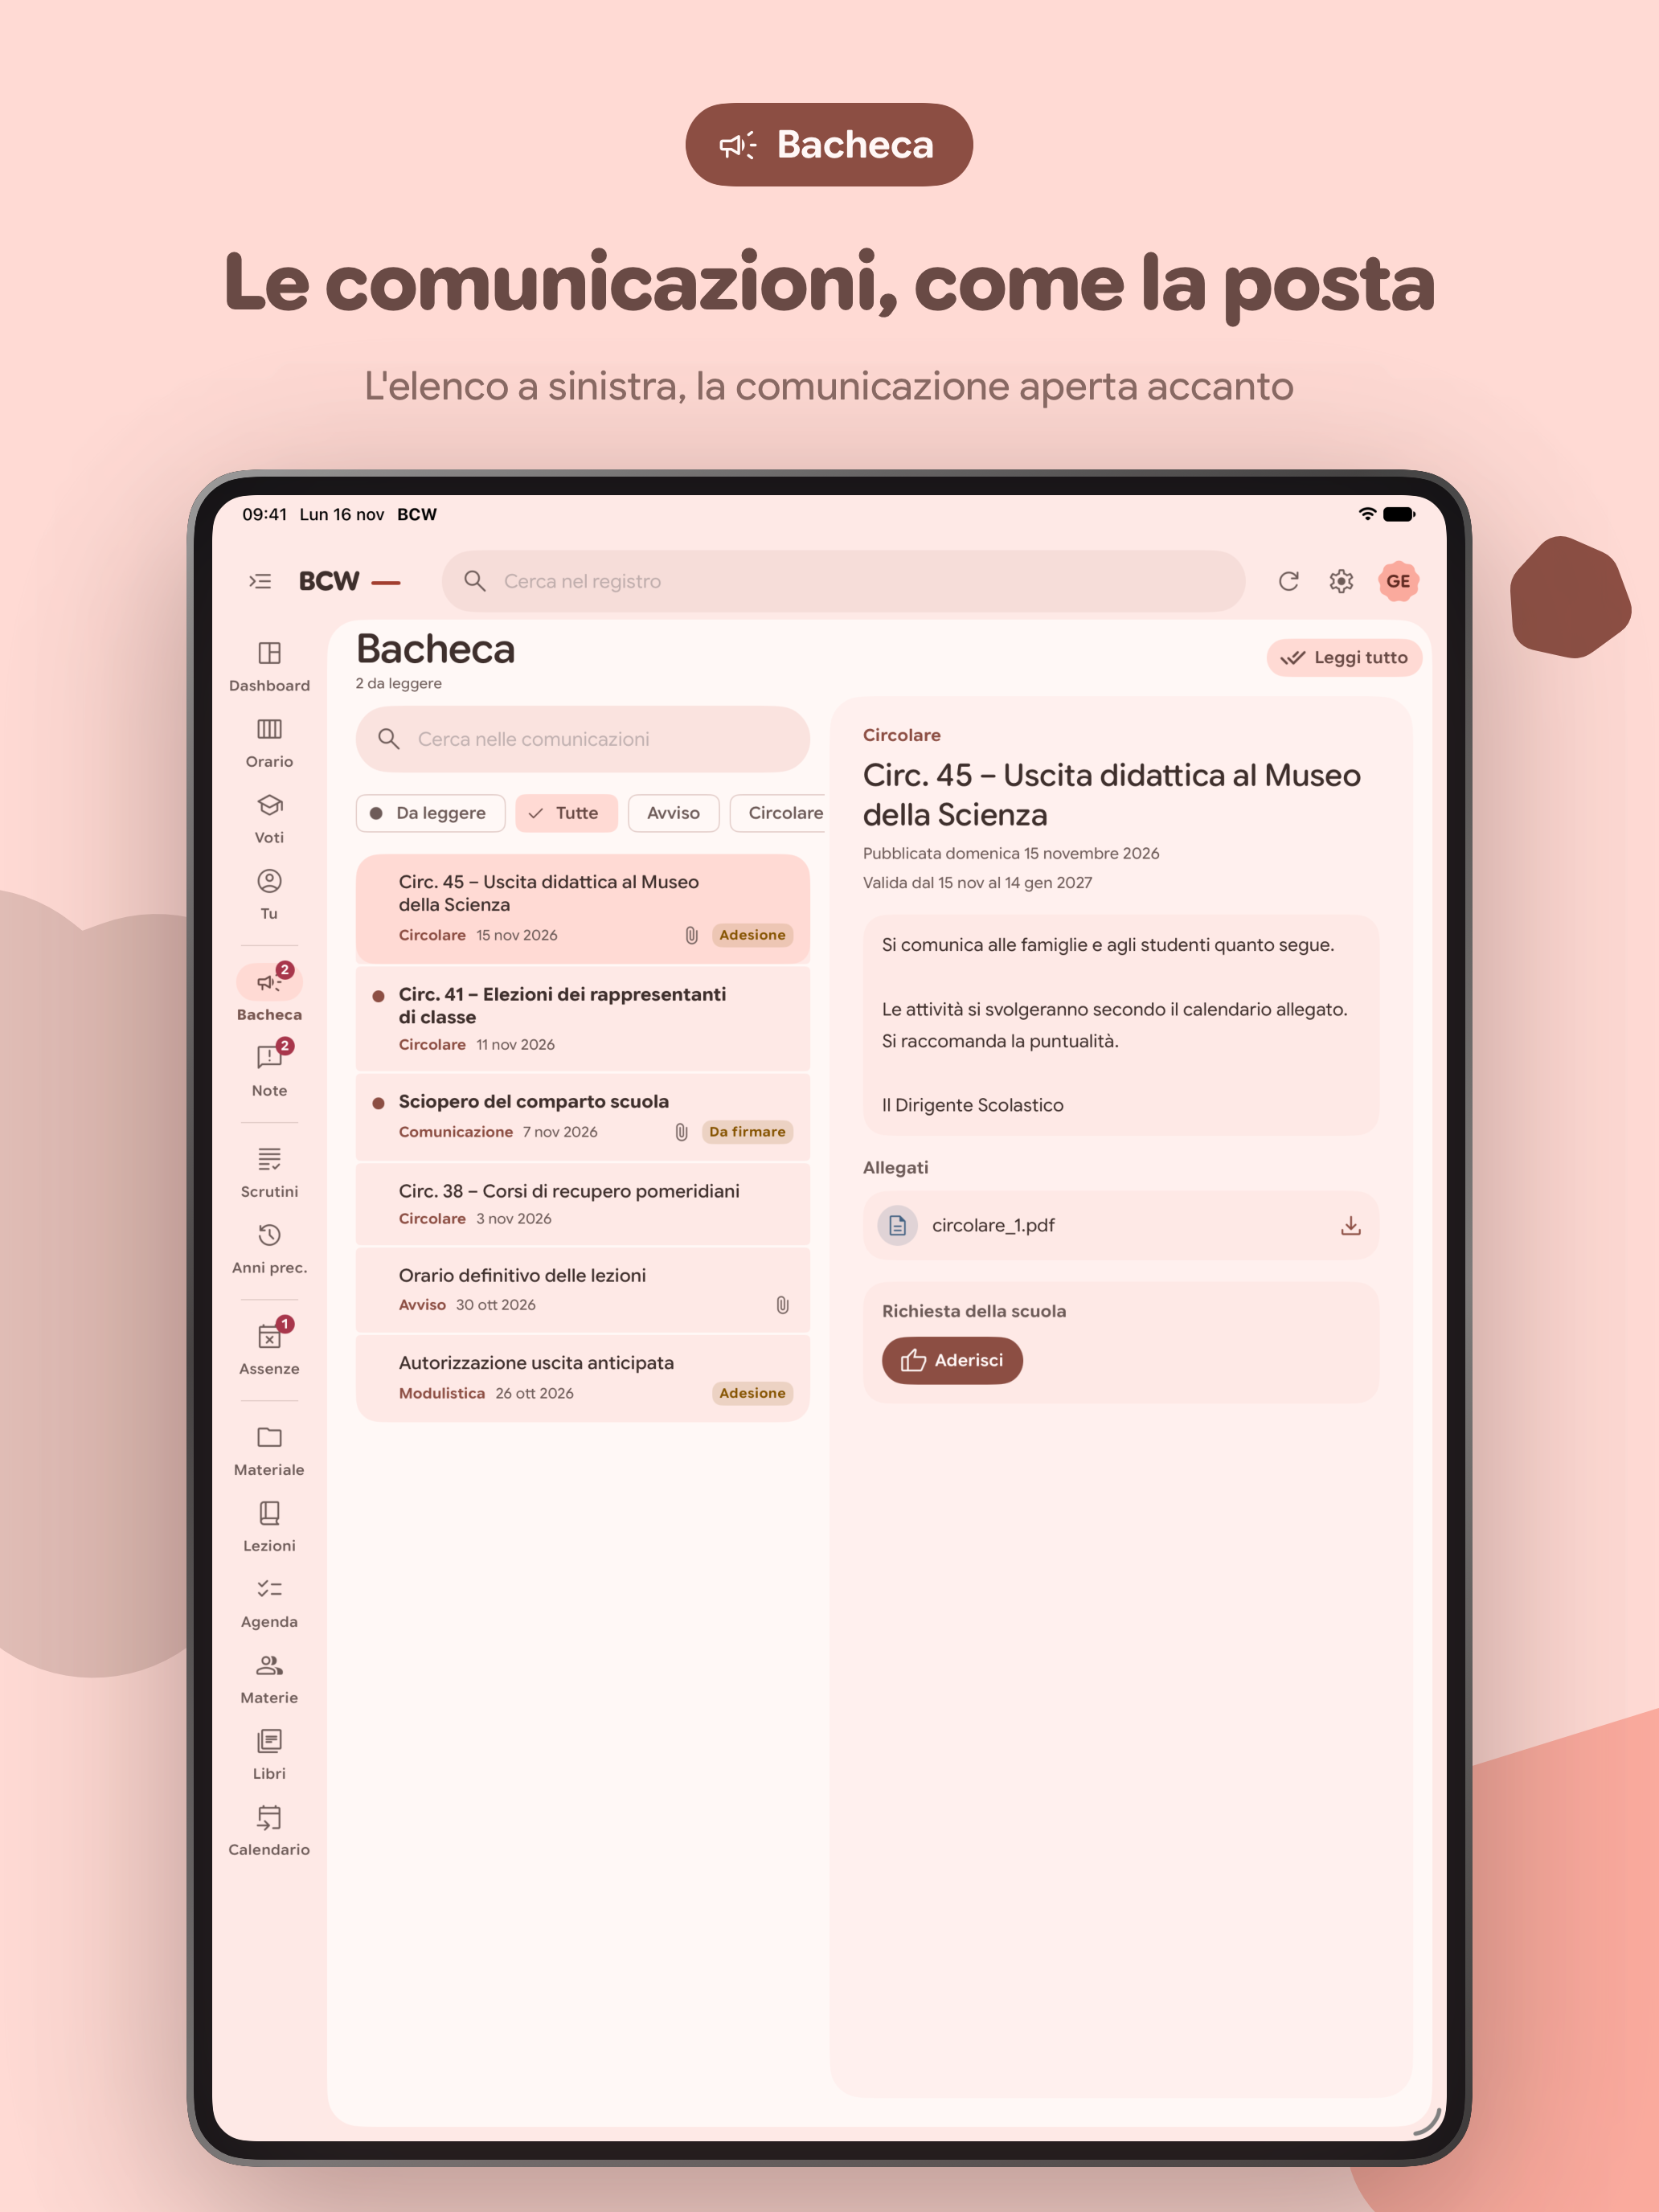 Bacheca
Le comunicazioni, come la posta
L'elenco a sinistra, la comunicazione aperta accanto
09:41 Lun 16 nov BCW
BCW
Cerca nel registro
GE
Dashboard
Orario
Voti
Tu
2
Bacheca
2
Note
Scrutini
Anni prec.
1
Assenze
Materiale
Lezioni
Agenda
Materie
Libri
Calendario
Bacheca
2 da leggere
Leggi tutto
Cerca nelle comunicazioni
Da leggere
Tutte
Avviso
Circolare
Circ. 45 – Uscita didattica al Museo
della Scienza
Circolare 15 nov 2026 Adesione
Circ. 41 – Elezioni dei rappresentanti
di classe
Circolare 11 nov 2026
Sciopero del comparto scuola
Comunicazione 7 nov 2026 Da firmare
Circ. 38 – Corsi di recupero pomeridiani
Circolare 3 nov 2026
Orario definitivo delle lezioni
Avviso 30 ott 2026
Autorizzazione uscita anticipata
Modulistica 26 ott 2026 Adesione
Circolare
Circ. 45 – Uscita didattica al Museo
della Scienza
Pubblicata domenica 15 novembre 2026
Valida dal 15 nov al 14 gen 2027
Si comunica alle famiglie e agli studenti quanto segue.
Le attività si svolgeranno secondo il calendario allegato.
Si raccomanda la puntualità.
Il Dirigente Scolastico
Allegati
circolare_1.pdf
Richiesta della scuola
Aderisci